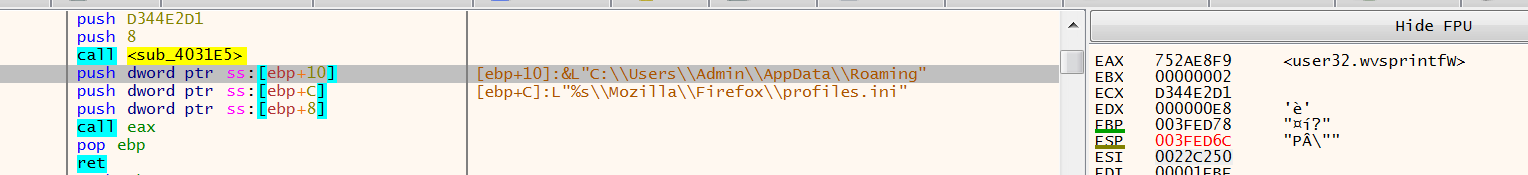 push D344E2D1
push 8
call <sub_4031E5>
push dword ptr ss:[ebp+10]
push dword ptr ss:[ebp+C]
push dword ptr ss:[ebp+8]
call eax
pop ebp
ret
[ebp+10]:&L"C:\\Users\\Admin\\AppData\\Roaming"
[ebp+C]:L"%s\\Mozilla\\Firefox\\profiles.ini"
Hide FPU
EAX 752AE8F9 <user32.wvsprintfW>
EBX 00000002
ECX D344E2D1
EDX 000000E8 'è'
EBP 003FED78 "¤í?"
ESP 003FED6C "PÂ\""
ESI 0022C250
EDI 00001EBE